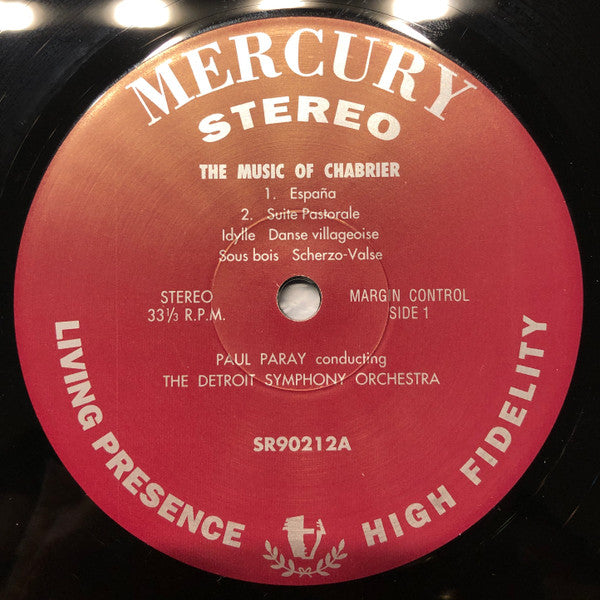 MERCURY
STEREO
THE MUSIC OF CHABRIER
1. España
2. Suite Pastorale
Idylle Danse villageoise
Sous bois Scherzo-Valse
STEREO
33⅓ R.P.M.
MARGIN CONTROL
SIDE 1
PAUL PARAY conducting
THE DETROIT SYMPHONY ORCHESTRA
SR90212A
LIVING PRESENCE
HIGH FIDELITY